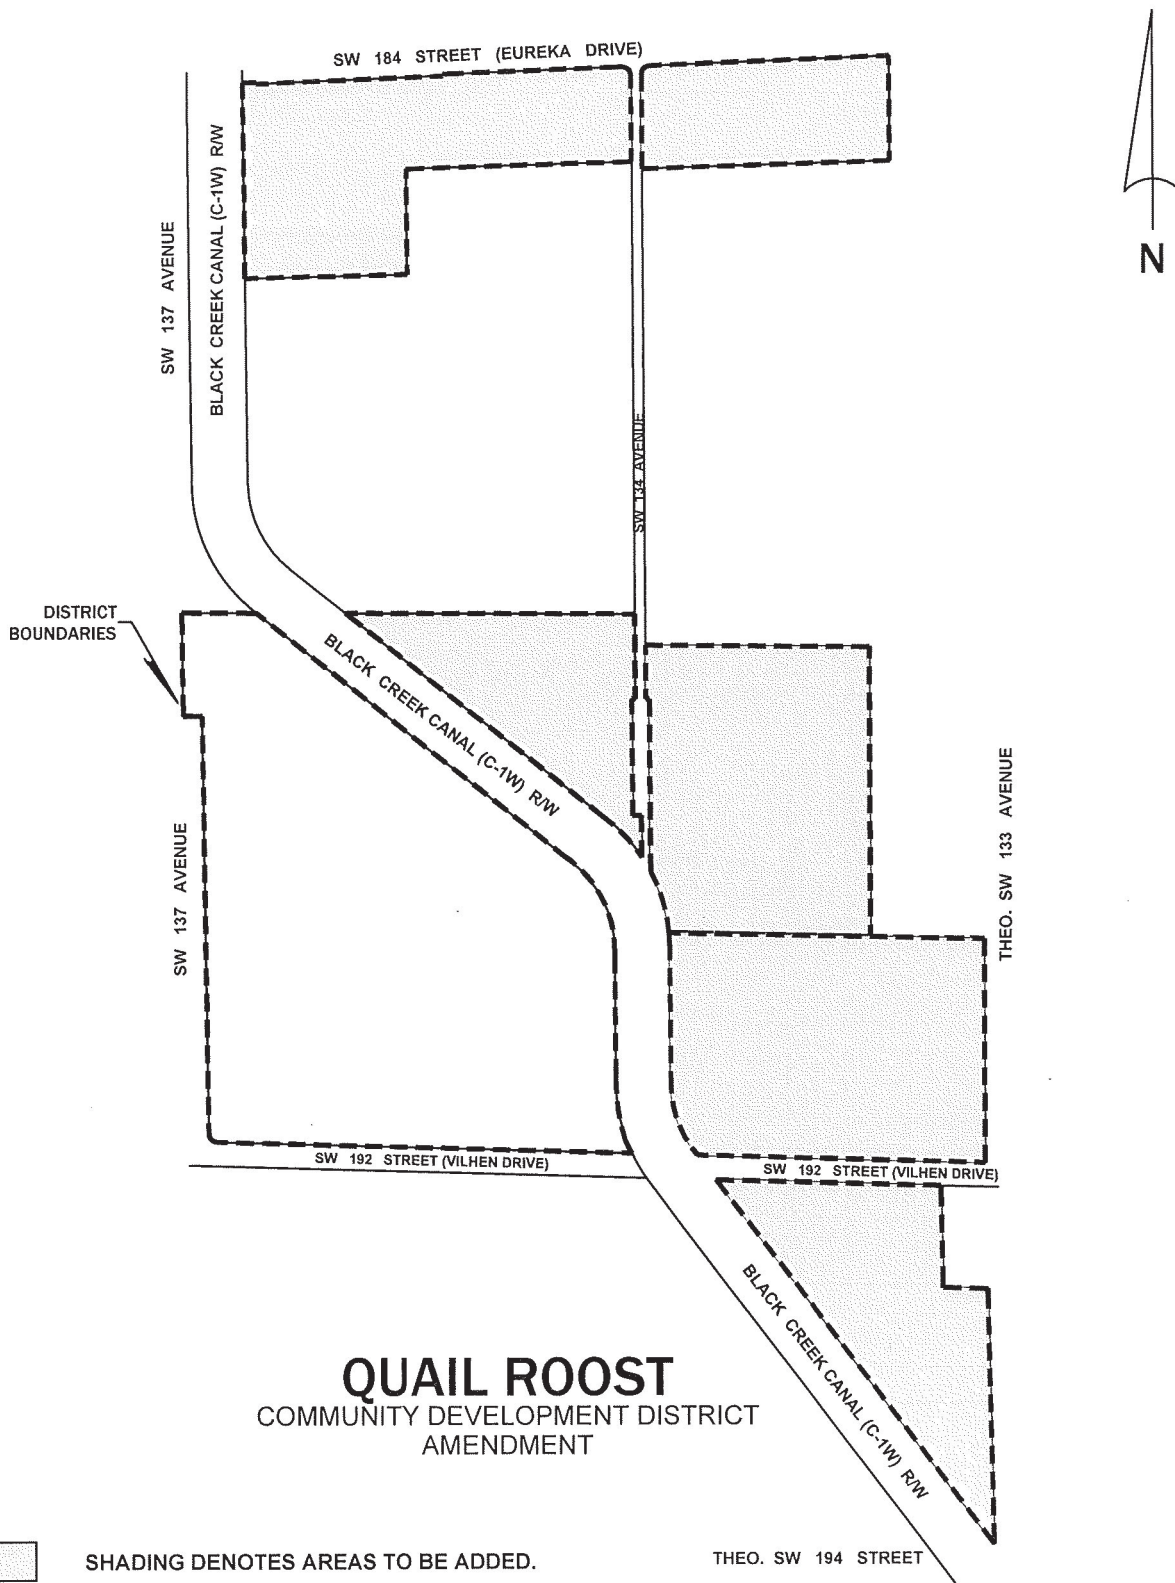 SW 184 STREET (EUREKA DRIVE)
SW 137 AVENUE
BLACK CREEK CANAL (C-1W) R/W
N
SW 134 AVENUE
DISTRICT
BOUNDARIES
BLACK CREEK CANAL (C-1W) R/W
SW 137 AVENUE
THEO. SW 133 AVENUE
SW 192 STREET (VILHEN DRIVE)
SW 192 STREET (VILHEN DRIVE)
BLACK CREEK CANAL (C-1W) R/W
QUAIL ROOST
COMMUNITY DEVELOPMENT DISTRICT
AMENDMENT
SHADING DENOTES AREAS TO BE ADDED.
THEO. SW 194 STREET